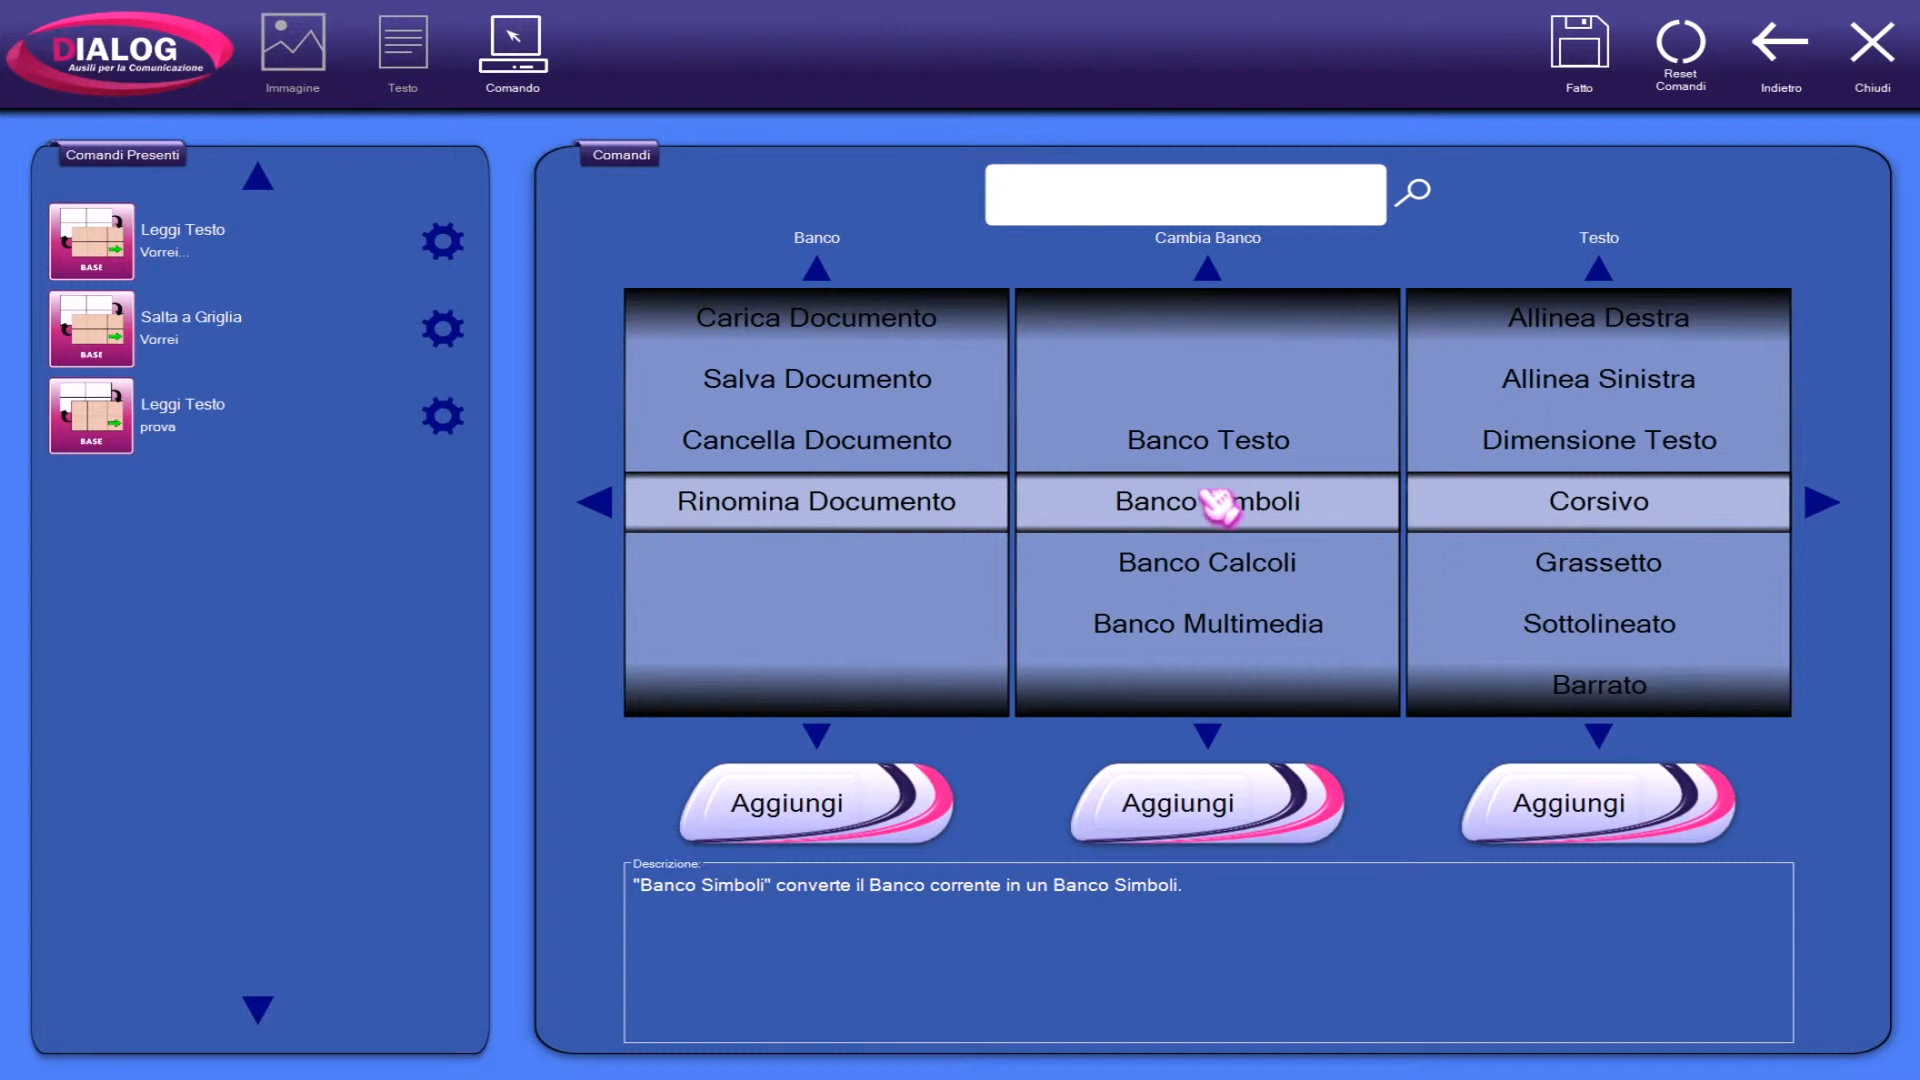 DIALOG
Ausili per la Comunicazione
Immagine
Testo
Comando
Fatto
Reset
Comandi
Indietro
Chiudi
Comandi Presenti
BASE
Leggi Testo
Vorrei...
BASE
Salta a Griglia
Vorrei
BASE
Leggi Testo
prova
Comandi
Banco
Cambia Banco
Testo
Carica Documento
Salva Documento
Cancella Documento
Rinomina Documento
Banco Testo
Banco
Banco Calcoli
Banco Multimedia
Allinea Destra
Allinea Sinistra
Dimensione Testo
Corsivo
Grassetto
Sottolineato
Barrato
Aggiungi
Aggiungi
Aggiungi
Descrizione:
"Banco Simboli" converte il Banco corrente in un Banco Simboli.